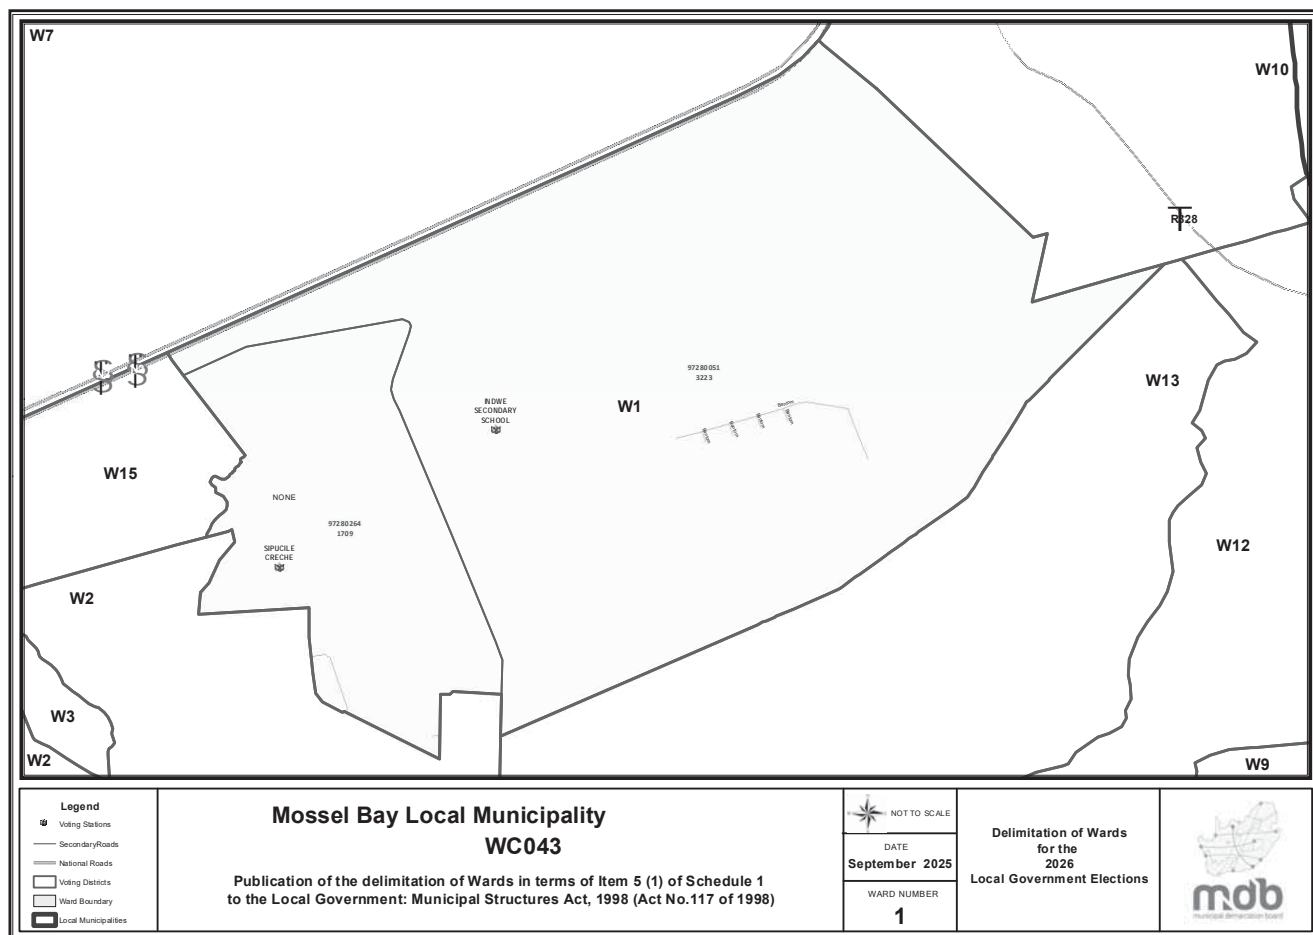 W7
W10
R328
W13
97280051
3223
INDWE
SECONDARY
SCHOOL
W1
W15
NONE
97280264
1709
SIPUCILE
CRECHE
W12
W2
W3
W2
W9
Legend
Voting Stations
SecondaryRoads
National Roads
Voting Districts
Ward Boundary
Local Municipalities
Mossel Bay Local Municipality
WC043
Publication of the delimitation of Wards in terms of Item 5 (1) of Schedule 1
to the Local Government: Municipal Structures Act, 1998 (Act No.117 of 1998)
NOT TO SCALE
DATE
September 2025
WARD NUMBER
1
Delimitation of Wards
for the
2026
Local Government Elections
mdb
municipal demarcation board